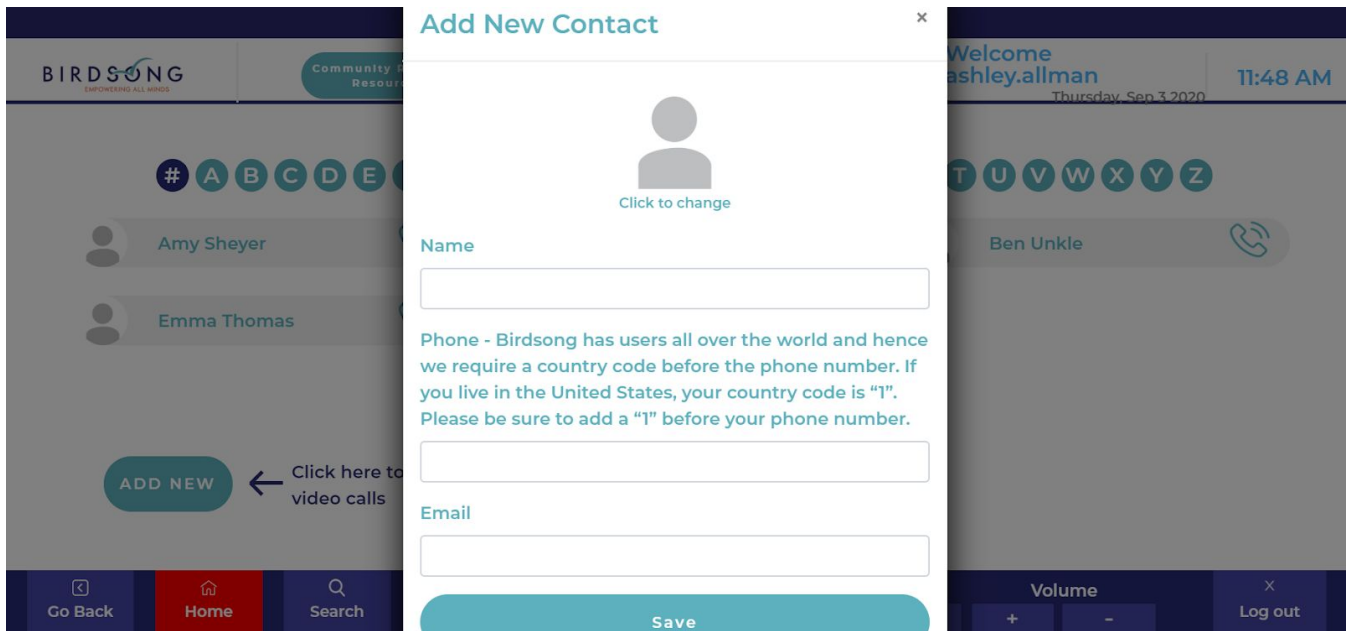 Add New Contact
×
BIRDSONG
EMPOWERING ALL MINDS
Community
Resour
Welcome
ashley.allman
Thursday, Sep 3 2020
11:48 AM
Click to change
# A B C D E
T U V W X Y Z
Amy Sheyer
Ben Unkle
Emma Thomas
Name
Phone - Birdsong has users all over the world and hence
we require a country code before the phone number. If
you live in the United States, your country code is “1”.
Please be sure to add a “1” before your phone number.
ADD NEW
Click here to
video calls
Email
Save
Go Back
Home
Search
Volume
+ -
X
Log out